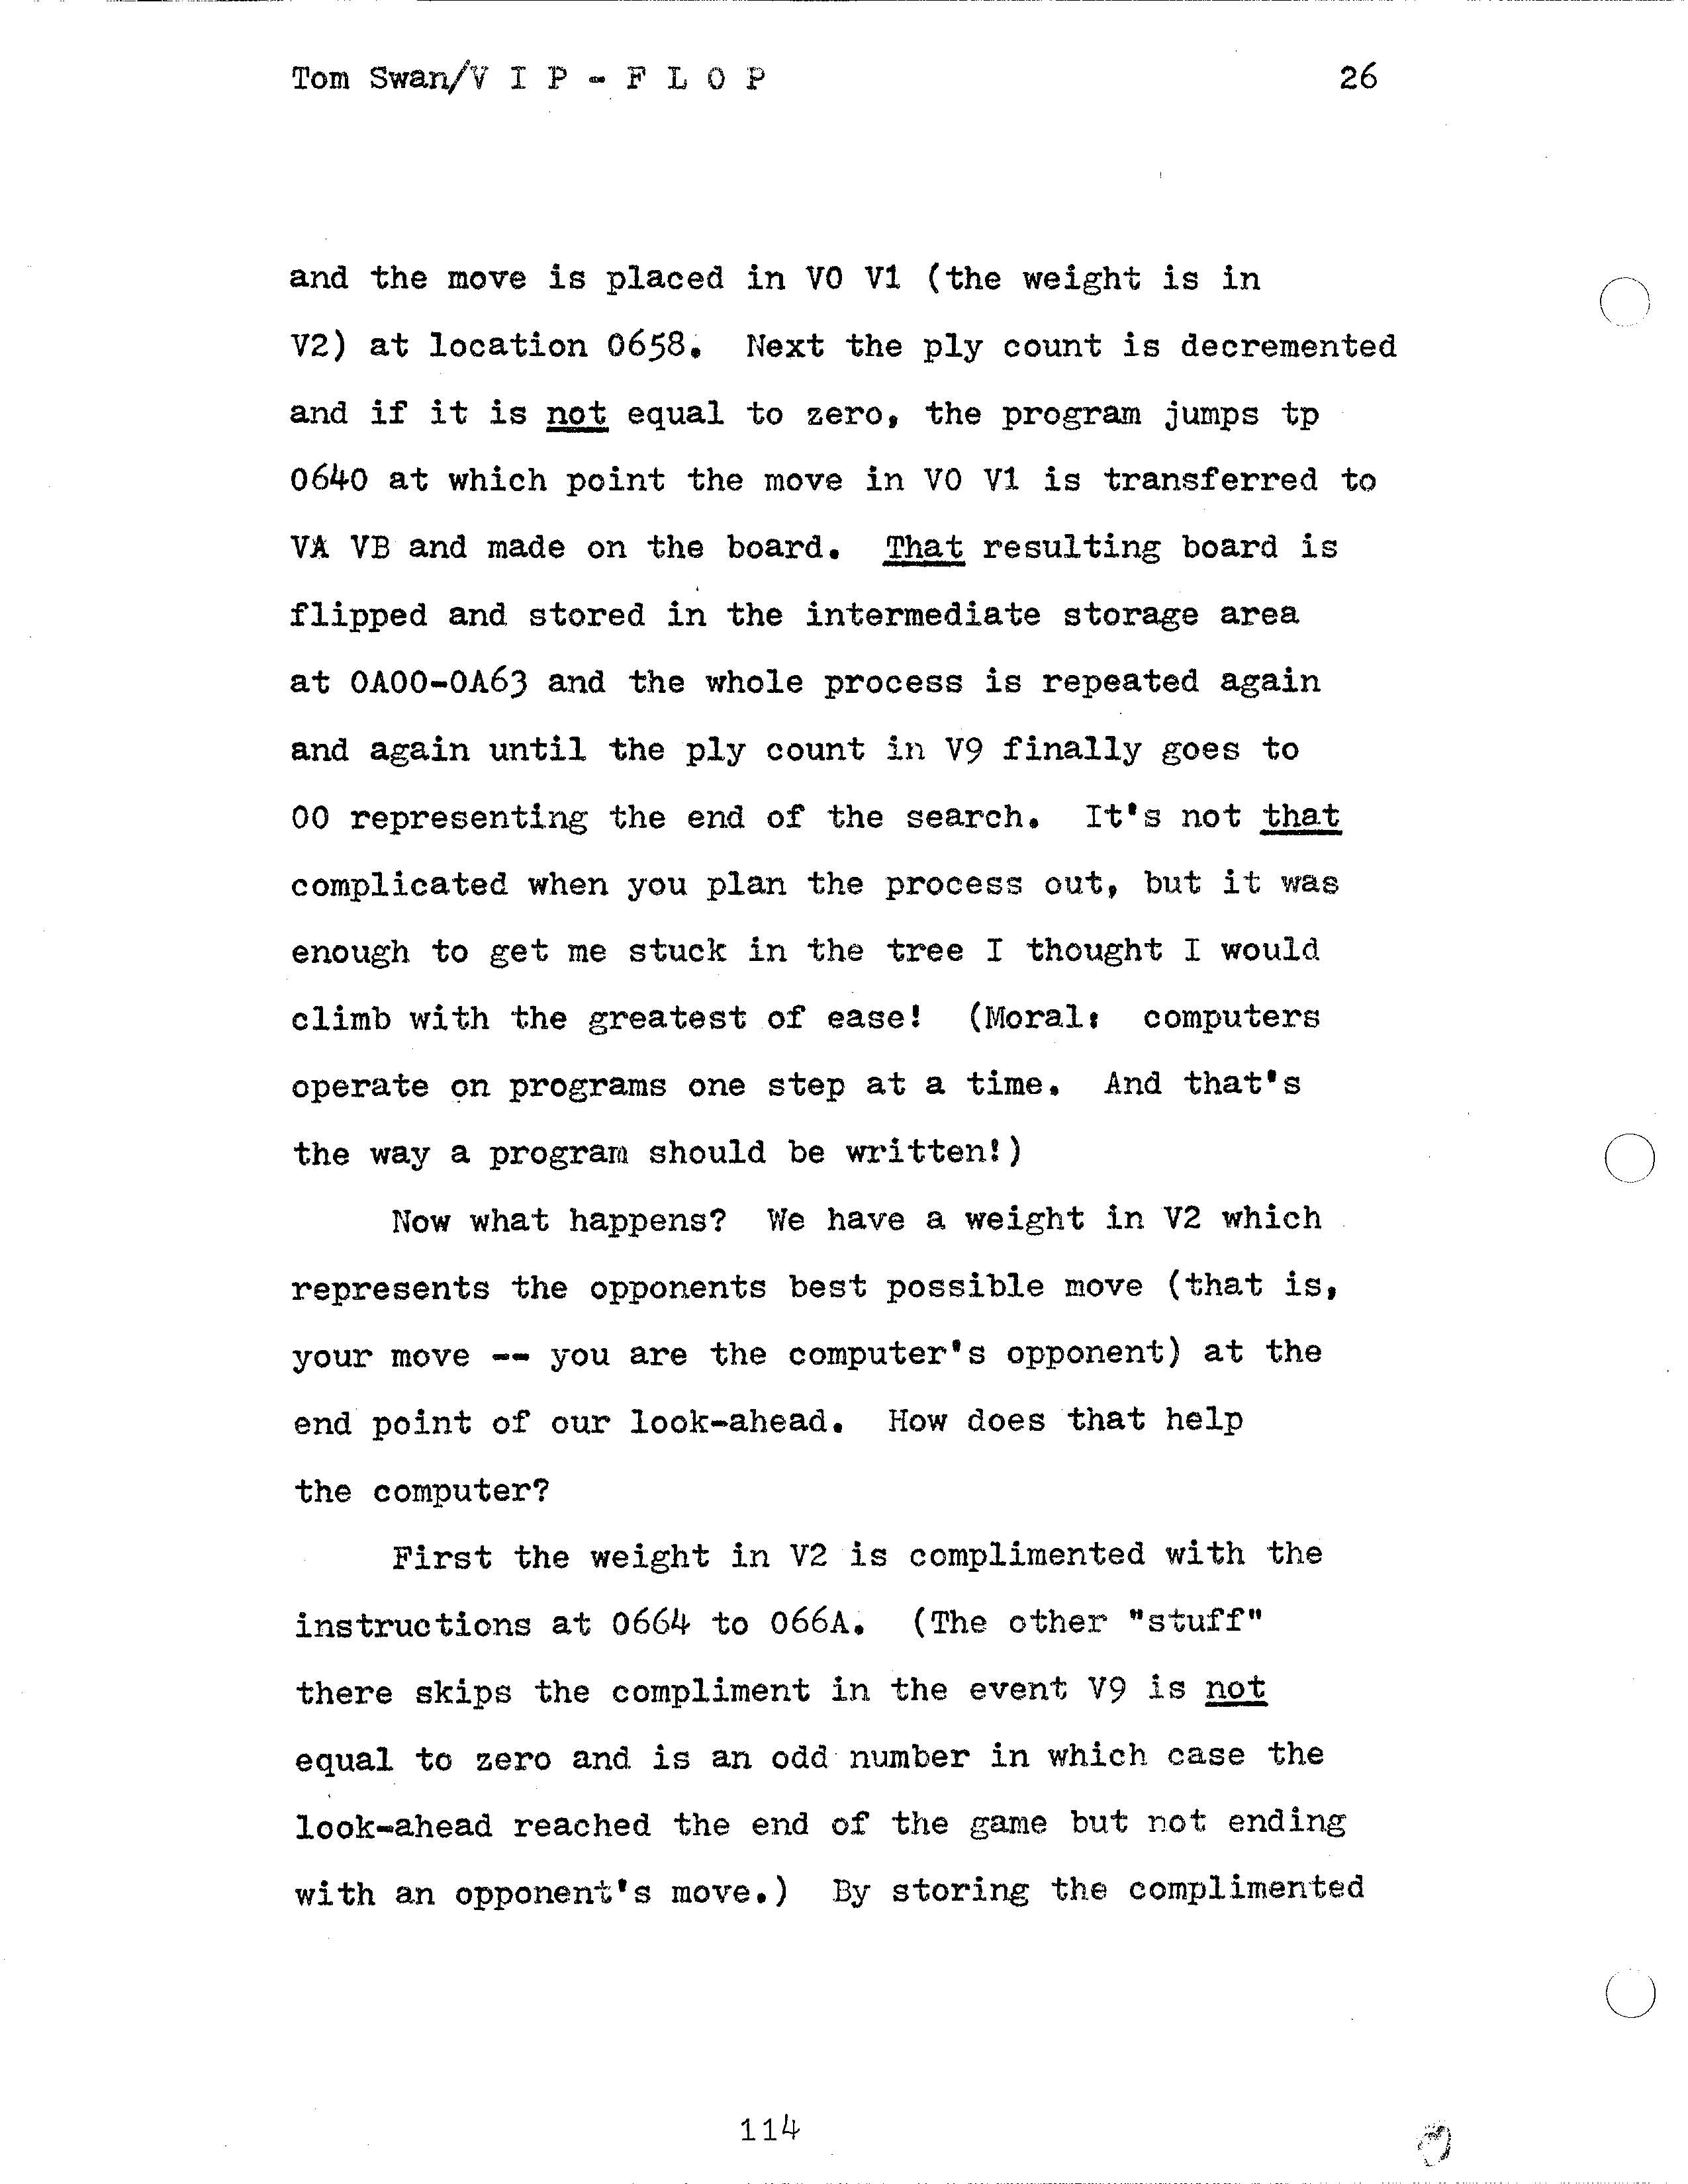 Tom Swan/V I P - F L O P 26
and the move is placed in V0 V1 (the weight is in
V2) at location 0658. Next the ply count is decremented
and if it is not equal to zero, the program jumps tp
0640 at which point the move in V0 V1 is transferred to
VA VB and made on the board. That resulting board is
flipped and stored in the intermediate storage area
at 0A00-0A63 and the whole process is repeated again
and again until the ply count in V9 finally goes to
00 representing the end of the search. It's not that
complicated when you plan the process out, but it was
enough to get me stuck in the tree I thought I would
climb with the greatest of ease! (Moral: computers
operate on programs one step at a time. And that's
the way a program should be written!)
Now what happens? We have a weight in V2 which
represents the opponents best possible move (that is,
your move -- you are the computer's opponent) at the
end point of our look-ahead. How does that help
the computer?
First the weight in V2 is complimented with the
instructions at 0664 to 066A. (The other "stuff"
there skips the compliment in the event V9 is not
equal to zero and is an odd number in which case the
look-ahead reached the end of the game but not ending
with an opponent's move.) By storing the complimented
114